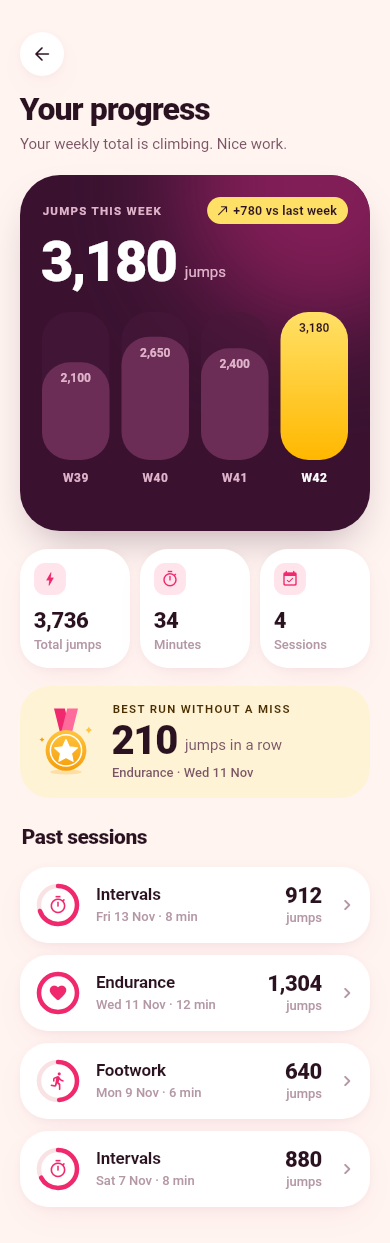 Your progress
Your weekly total is climbing. Nice work.
JUMPS THIS WEEK
+780 vs last week
3,180 jumps
2,100
2,650
2,400
3,180
W39
W40
W41
W42
3,736
Total jumps
34
Minutes
4
Sessions
BEST RUN WITHOUT A MISS
210 jumps in a row
Endurance · Wed 11 Nov
Past sessions
Intervals
Fri 13 Nov · 8 min
912
jumps
Endurance
Wed 11 Nov · 12 min
1,304
jumps
Footwork
Mon 9 Nov · 6 min
640
jumps
Intervals
Sat 7 Nov · 8 min
880
jumps